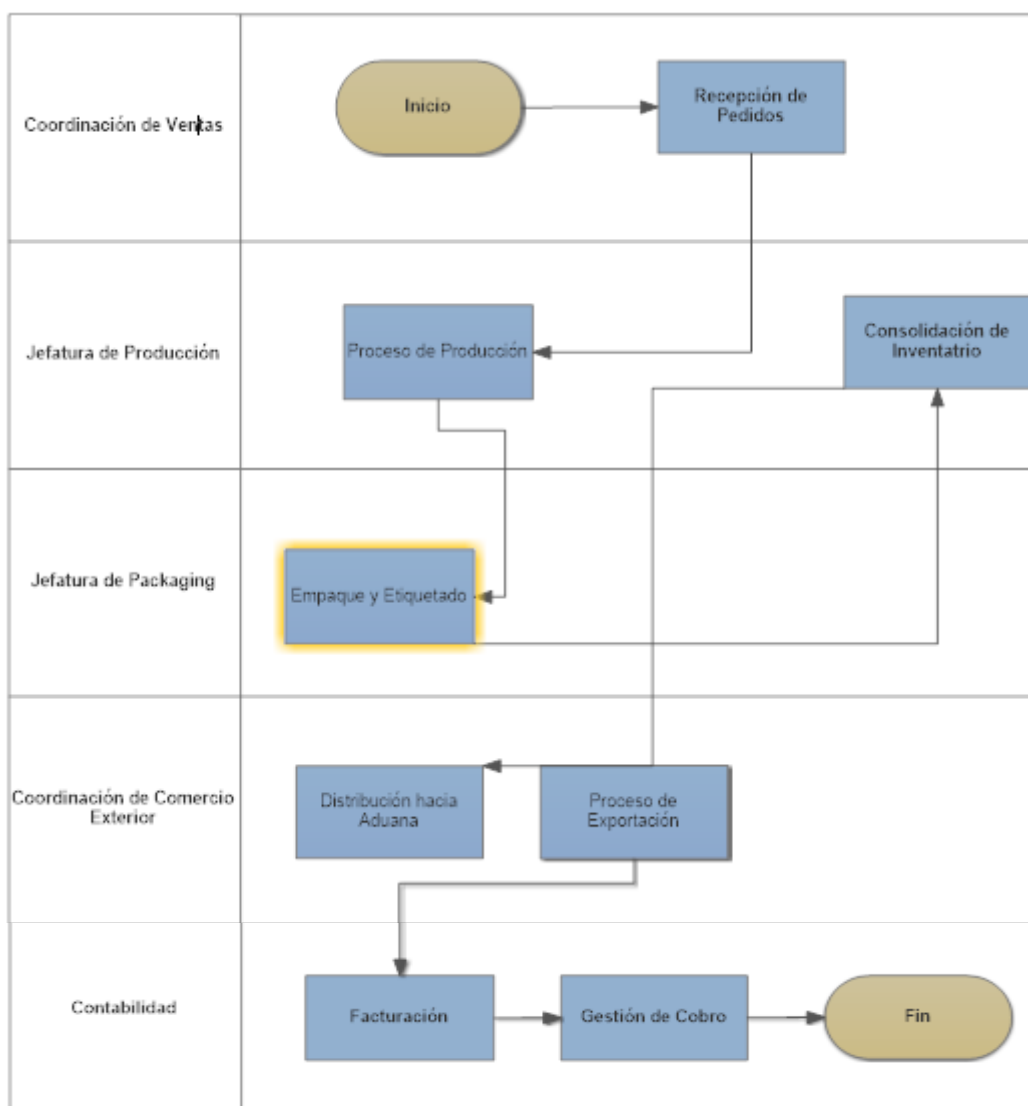 Coordinación de Ventas
Inicio
Recepción de
Pedidos
Jefatura de Producción
Proceso de Producción
Consolidación de
Inventatrio
Jefatura de Packaging
Empaque y Etiquetado
Coordinación de Comercio
Exterior
Distribución hacia
Aduana
Proceso de
Exportación
Contabilidad
Facturación
Gestión de Cobro
Fin